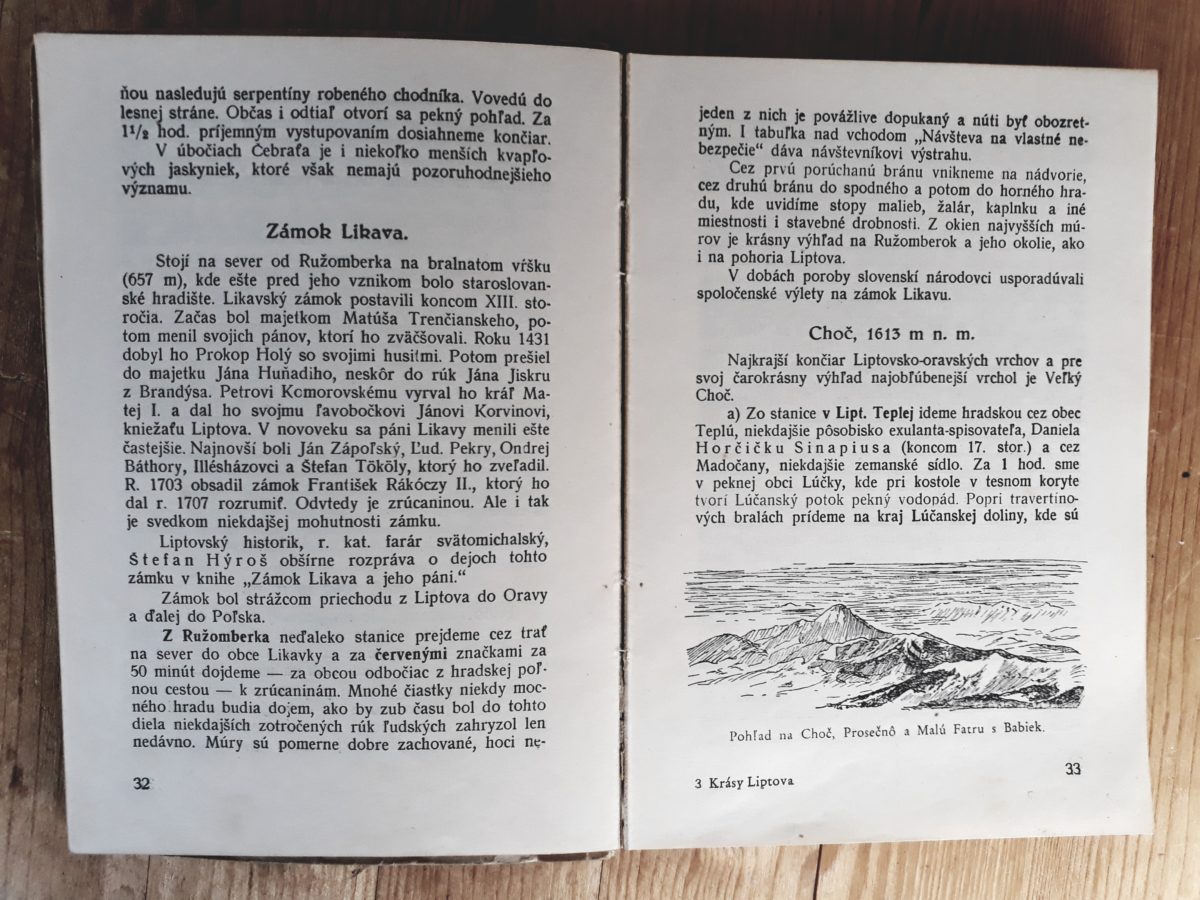 ňou nasledujú serpentíny robeného chodníka. Vovedú do
lesnej stráne. Občas i odtiaľ otvorí sa pekný pohľad. Za
1¹/₂ hod. príjemným vystupovaním dosiahneme končiar.
V úbočiach Čebraťa je i niekoľko menších kvapľ-
ových jaskyniek, ktoré však nemajú pozoruhodnejšieho
významu.
Zámok Likava.
Stojí na sever od Ružomberka na bralnatom vŕšku
(657 m), kde ešte pred jeho vznikom bolo staroslovan-
ské hradište. Likavský zámok postavili koncom XIII. sto-
ročia. Začas bol majetkom Matúša Trenčianskeho, po-
tom menil svojich pánov, ktorí ho zväčšovali. Roku 1431
dobyl ho Prokop Holý so svojimi husitmi. Potom prešiel
do majetku Jána Huňadiho, neskôr do rúk Jána Jiskru
z Brandýsa. Petrovi Komorovskému vyrval ho kráľ Ma-
tej I. a dal ho svojmu ľavobočkovi Jánovi Korvinovi,
kniežaťu Liptova. V novoveku sa páni Likavy menili ešte
častejšie. Najnovší boli Ján Zápoľský, Ľud. Pekry, Ondrej
Báthory, Illésházovci a Štefan Tököly, ktorý ho zveľadil.
R. 1703 obsadil zámok František Rákóczy II., ktorý ho
dal r. 1707 rozrumiť. Odvtedy je zrúcaninou. Ale i tak
je svedkom niekdajšej mohutnosti zámku.
Liptovský historik, r. kat. farár svätomichalský,
Štefan Hýroš obšírne rozpráva o dejoch tohto
zámku v knihe „Zámok Likava a jeho páni.“
Zámok bol strážcom priechodu z Liptova do Oravy
a ďalej do Poľska.
Z Ružomberka neďaleko stanice prejdeme cez trať
na sever do obce Likavky a za červenými značkami za
50 minút dojdeme — za obcou odbočiac z hradskej poľ-
nou cestou — k zrúcaninám. Mnohé čiastky niekdy moc-
ného hradu budia dojem, ako by zub času bol do tohto
diela niekdajších zotročených rúk ľudských zahryzol len
nedávno. Múry sú pomerne dobre zachované, hoci ne-
32
jeden z nich je povážlive dopukaný a núti byť obozret-
ným. I tabuľka nad vchodom „Návšteva na vlastné ne-
bezpečie“ dáva návštevníkovi výstrahu.
Cez prvú porúchanú bránu vnikneme na nádvorie,
cez druhú bránu do spodného a potom do horného hra-
du, kde uvidíme stopy malieb, žalár, kaplnku a iné
miestnosti i stavebné drobnosti. Z okien najvyšších mú-
rov je krásny výhľad na Ružomberok a jeho okolie, ako
i na pohoria Liptova.
V dobách poroby slovenskí národovci usporadúvali
spoločenské výlety na zámok Likavu.
Choč, 1613 m n. m.
Najkrajší končiar Liptovsko-oravských vrchov a pre
svoj čarokrásny výhľad najobľúbenejší vrchol je Veľký
Choč.
a) Zo stanice v Lipt. Teplej ideme hradskou cez obec
Teplú, niekdajšie pôsobisko exulanta-spisovateľa, Daniela
Horčičku Sinapiusa (koncom 17. stor.) a cez
Madočany, niekdajšie zemanské sídlo. Za 1 hod. sme
v peknej obci Lúčky, kde pri kostole v tesnom koryte
tvorí Lúčanský potok pekný vodopád. Popri travertíno-
vých bralách prídeme na kraj Lúčanskej doliny, kde sú
Pohľad na Choč, Prosečnô a Malú Fatru s Babiek.
3 Krásy Liptova
33